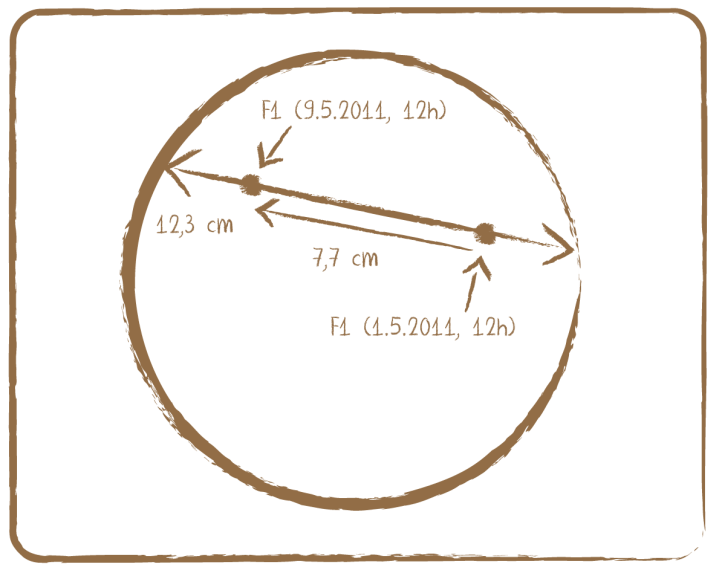 F1 (9.5.2011, 12h)
12,3 cm
7,7 cm
F1 (1.5.2011, 12h)